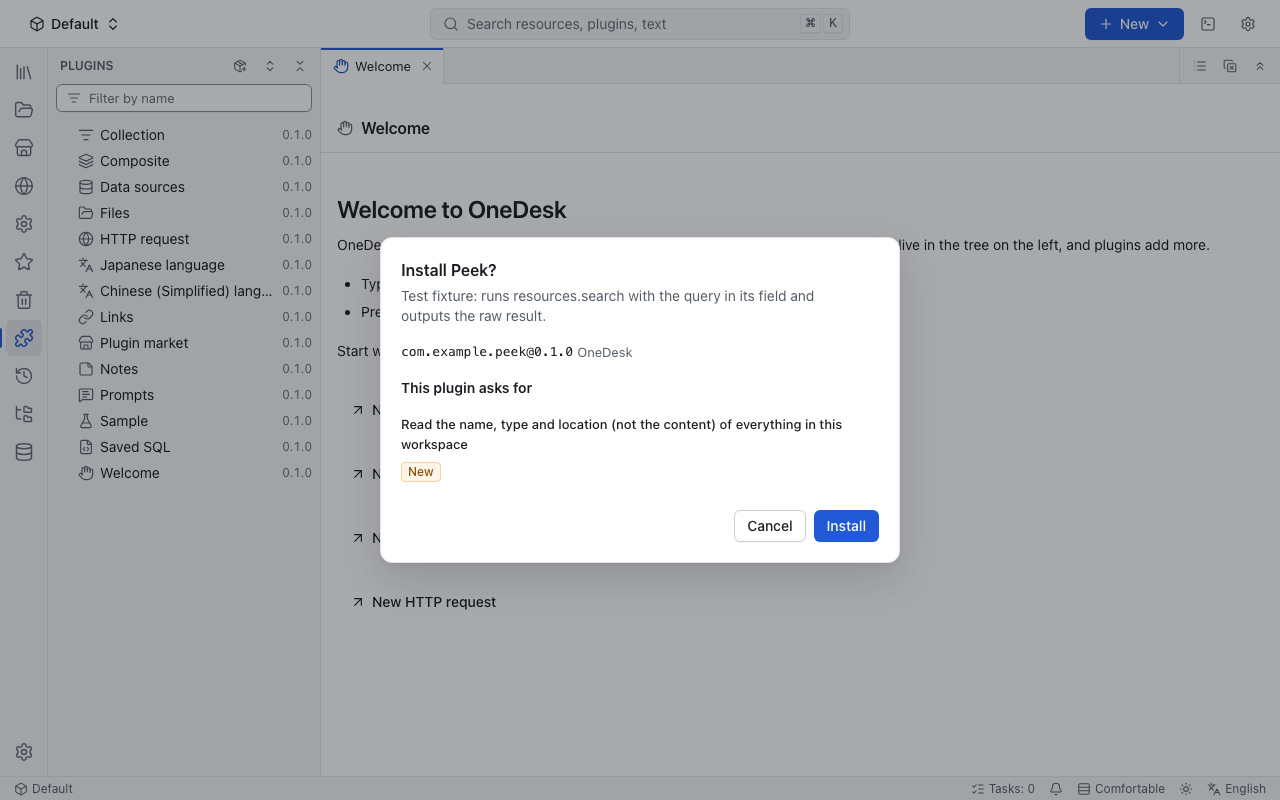 Default
Search resources, plugins, text
⌘ K
New
PLUGINS
Filter by name
Collection 0.1.0
Composite 0.1.0
Data sources 0.1.0
Files 0.1.0
HTTP request 0.1.0
Japanese language 0.1.0
Chinese (Simplified) lang... 0.1.0
Links 0.1.0
Plugin market 0.1.0
Notes 0.1.0
Prompts 0.1.0
Sample 0.1.0
Saved SQL 0.1.0
Welcome 0.1.0
Welcome
Welcome
Welcome to OneDesk
live in the tree on the left, and plugins add more.
Start
New HTTP request
Install Peek?
Test fixture: runs resources.search with the query in its field and
outputs the raw result.
com.example.peek@0.1.0 OneDesk
This plugin asks for
Read the name, type and location (not the content) of everything in this
workspace
New
Cancel
Install
Default
Tasks: 0
Comfortable
English